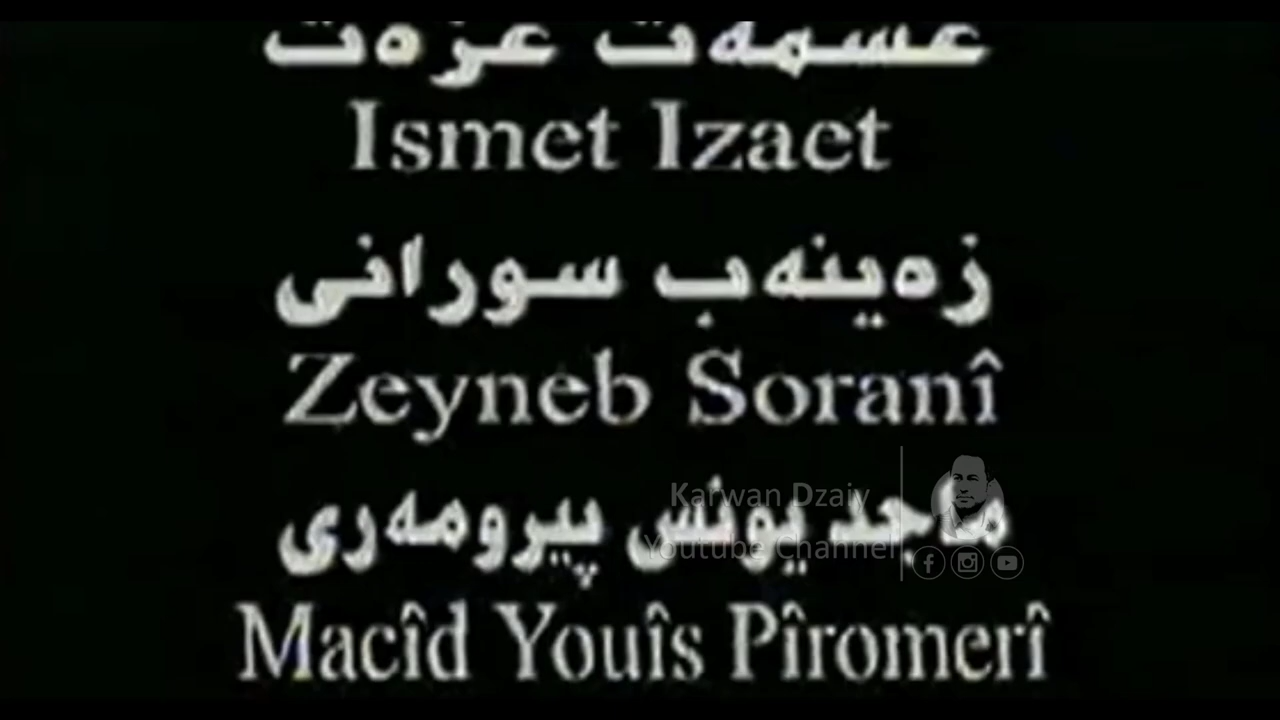 عسمەت عزەت
Ismet Izaet
زەینەب سورانی
Zeyneb Soranî
ماجد یونس پیرومەری
Macîd Youîs Pîromerî
Karwan Dzaiy
Youtube Channel